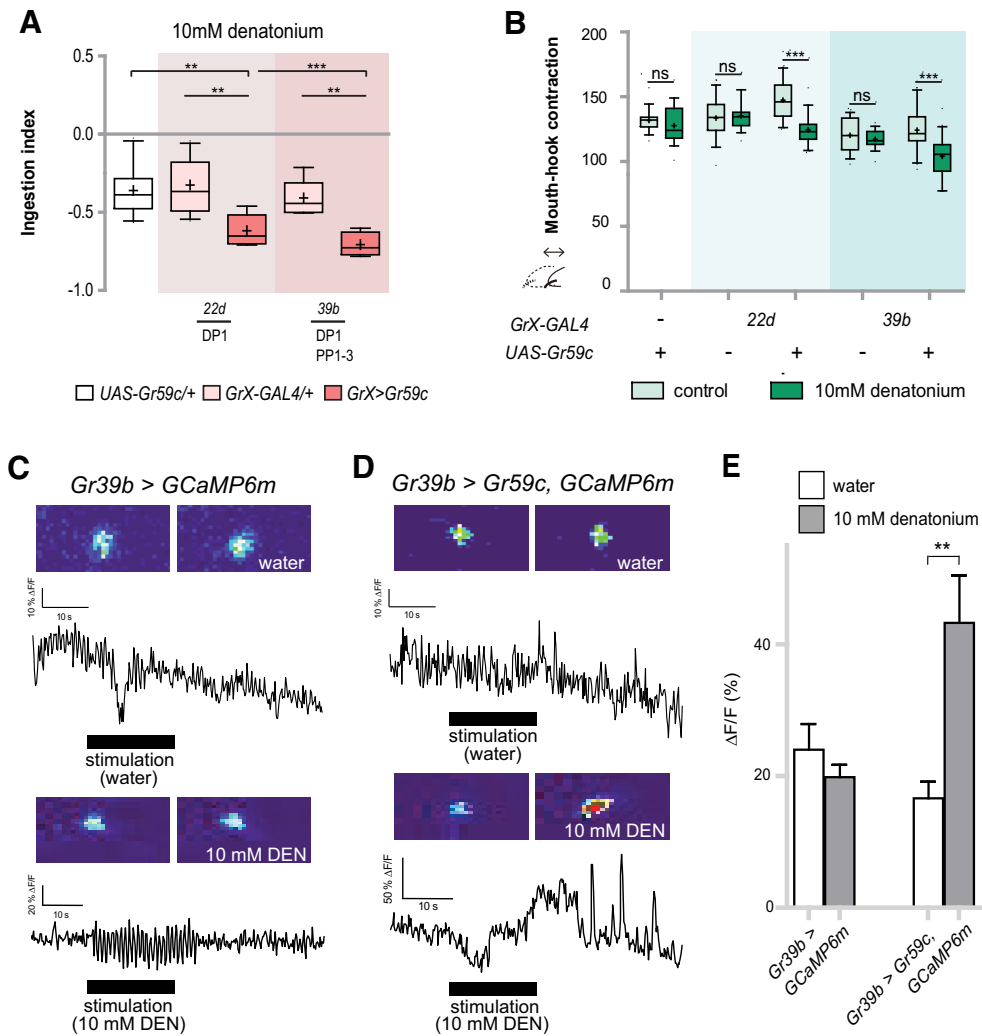 A
10mm denatonium
Ingestion index
0.5
0.0
-0.5
-1.0
**
***
**
**
22d
DP1
39b
DP1
PP1-3
UAS-Gr59c/+
GrX-GAL4/+
GrX>Gr59c
B
Mouth-hook contraction
200
150
100
50
0
ns
ns
***
ns
***
GrX-GAL4
-
22d
39b
UAS-Gr59c
+
-
+
-
+
control
10mM denatonium
C
Gr39b > GCaMP6m
water
10 % ΔF/F
10 s
stimulation
(water)
10 mM DEN
20 % ΔF/F
10 s
stimulation
(10 mM DEN)
D
Gr39b > Gr59c, GCaMP6m
water
10 % ΔF/F
10 s
stimulation
(water)
10 mM DEN
50 % ΔF/F
10 s
stimulation
(10 mM DEN)
E
water
10 mM denatonium
**
ΔF/F (%)
40
20
0
Gr39b >
GCaMP6m
Gr39b > Gr59c,
GCaMP6m